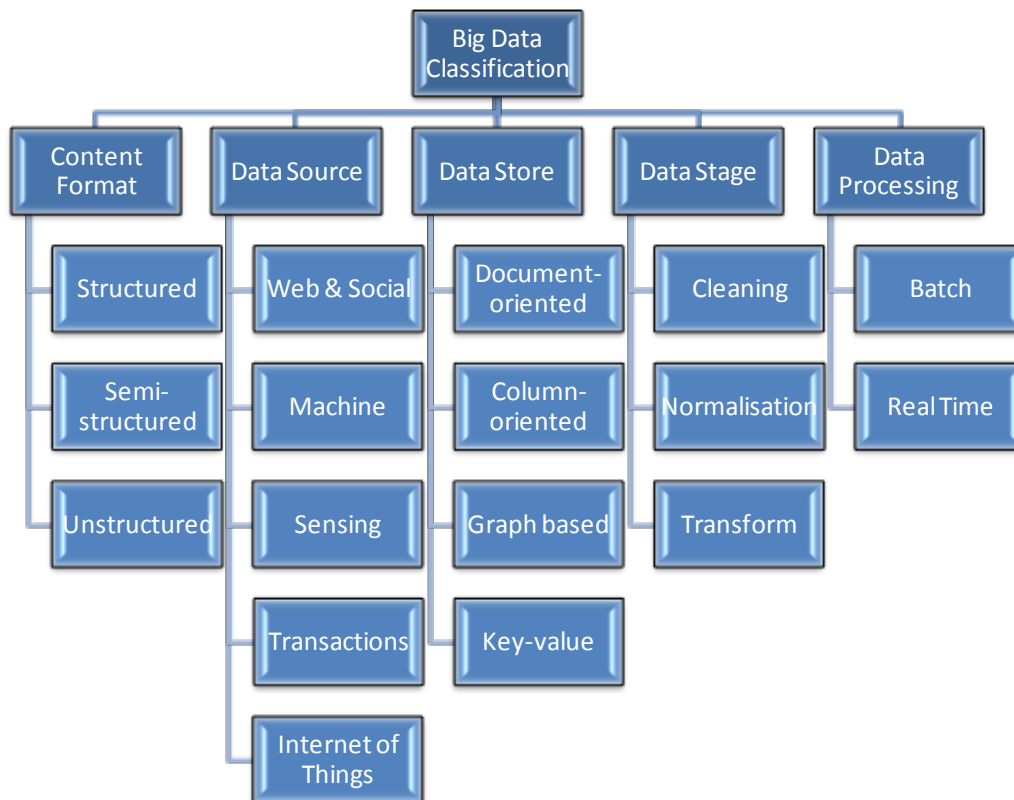 Big Data
Classification
Content
Format
Data Source
Data Store
Data Stage
Data
Processing
Structured
Web & Social
Document-
oriented
Cleaning
Batch
Semi-
structured
Machine
Column-
oriented
Normalisation
Real Time
Unstructured
Sensing
Graph based
Transform
Transactions
Key-value
Internet of
Things